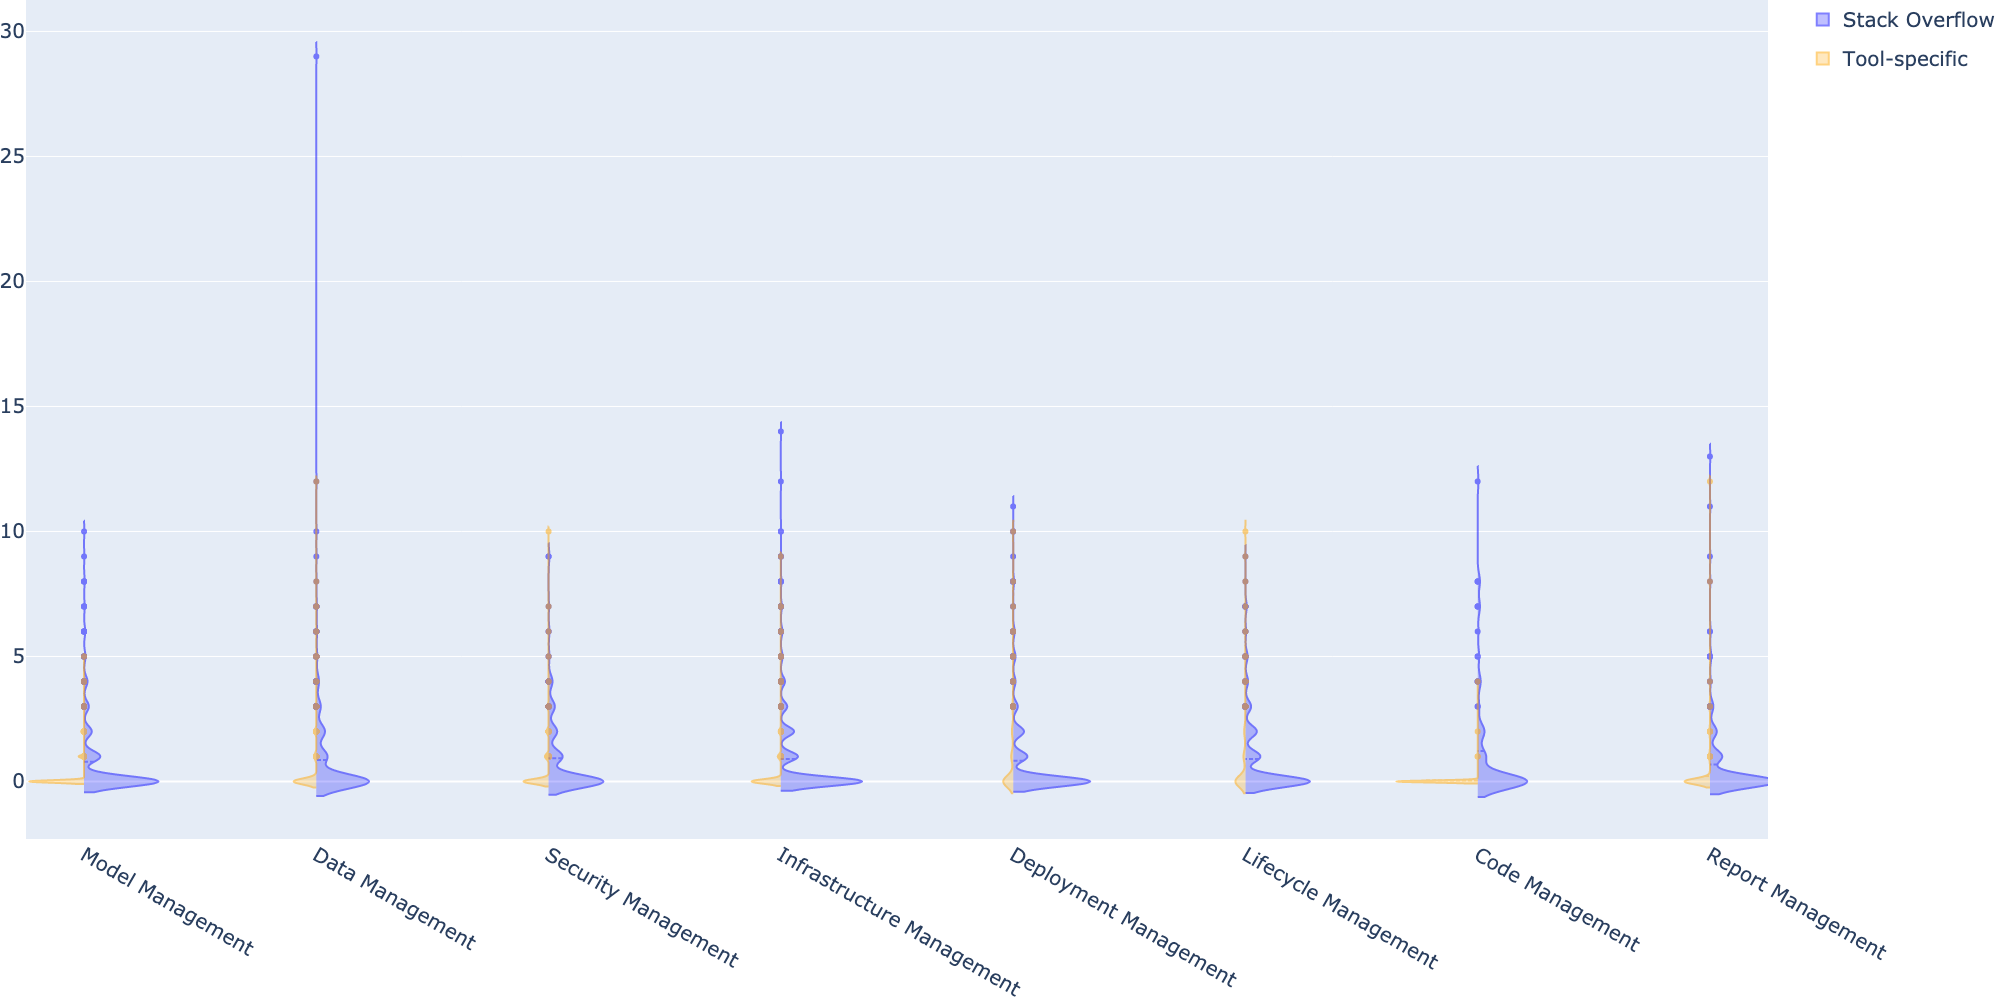 30
25
20
15
10
5
0
Model Management
Data Management
Security Management
Infrastructure Management
Deployment Management
Lifecycle Management
Code Management
Report Management
Stack Overflow
Tool-specific